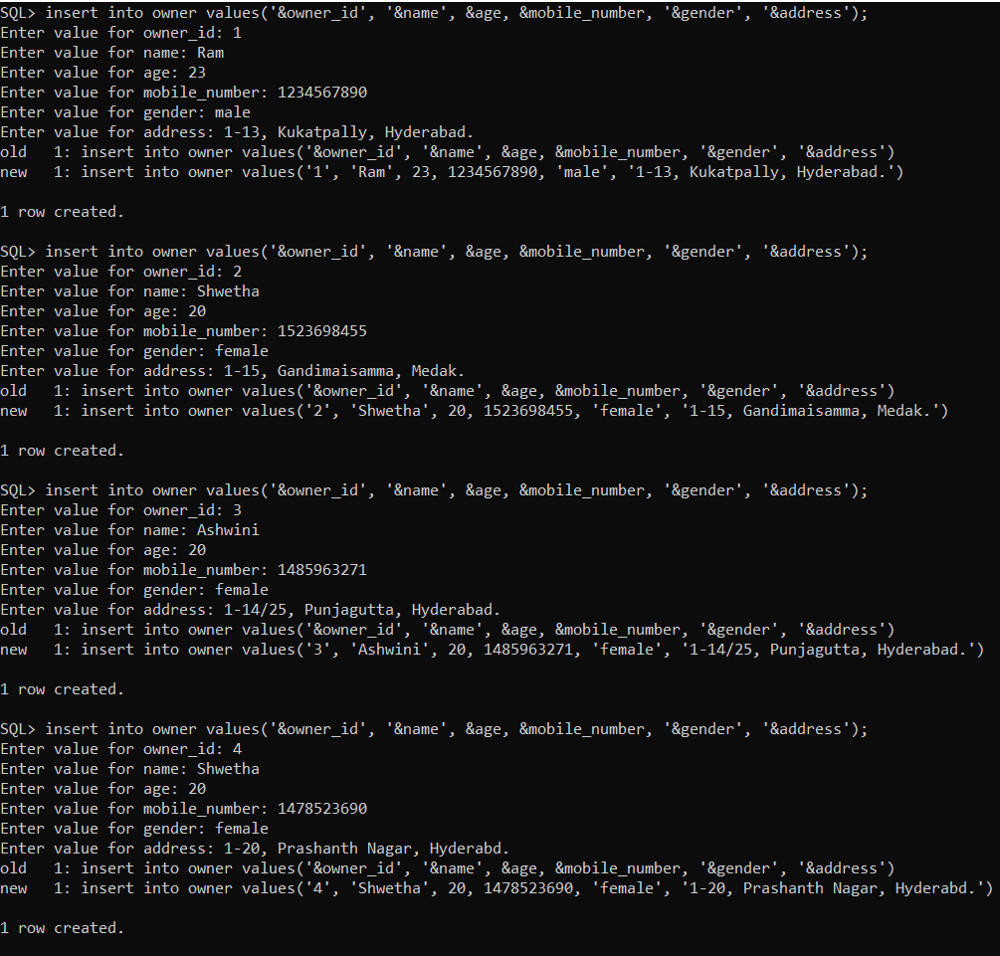 SQL> insert into owner values('&owner_id', '&name', &age, &mobile_number, '&gender', '&address');
Enter value for owner_id: 1
Enter value for name: Ram
Enter value for age: 23
Enter value for mobile_number: 1234567890
Enter value for gender: male
Enter value for address: 1-13, Kukatpally, Hyderabad.
old   1: insert into owner values('&owner_id', '&name', &age, &mobile_number, '&gender', '&address')
new   1: insert into owner values('1', 'Ram', 23, 1234567890, 'male', '1-13, Kukatpally, Hyderabad.')

1 row created.

SQL> insert into owner values('&owner_id', '&name', &age, &mobile_number, '&gender', '&address');
Enter value for owner_id: 2
Enter value for name: Shwetha
Enter value for age: 20
Enter value for mobile_number: 1523698455
Enter value for gender: female
Enter value for address: 1-15, Gandimaisamma, Medak.
old   1: insert into owner values('&owner_id', '&name', &age, &mobile_number, '&gender', '&address')
new   1: insert into owner values('2', 'Shwetha', 20, 1523698455, 'female', '1-15, Gandimaisamma, Medak.')

1 row created.

SQL> insert into owner values('&owner_id', '&name', &age, &mobile_number, '&gender', '&address');
Enter value for owner_id: 3
Enter value for name: Ashwini
Enter value for age: 20
Enter value for mobile_number: 1485963271
Enter value for gender: female
Enter value for address: 1-14/25, Punjagutta, Hyderabad.
old   1: insert into owner values('&owner_id', '&name', &age, &mobile_number, '&gender', '&address')
new   1: insert into owner values('3', 'Ashwini', 20, 1485963271, 'female', '1-14/25, Punjagutta, Hyderabad.')

1 row created.

SQL> insert into owner values('&owner_id', '&name', &age, &mobile_number, '&gender', '&address');
Enter value for owner_id: 4
Enter value for name: Shwetha
Enter value for age: 20
Enter value for mobile_number: 1478523690
Enter value for gender: female
Enter value for address: 1-20, Prashanth Nagar, Hyderabd.
old   1: insert into owner values('&owner_id', '&name', &age, &mobile_number, '&gender', '&address')
new   1: insert into owner values('4', 'Shwetha', 20, 1478523690, 'female', '1-20, Prashanth Nagar, Hyderabd.')

1 row created.